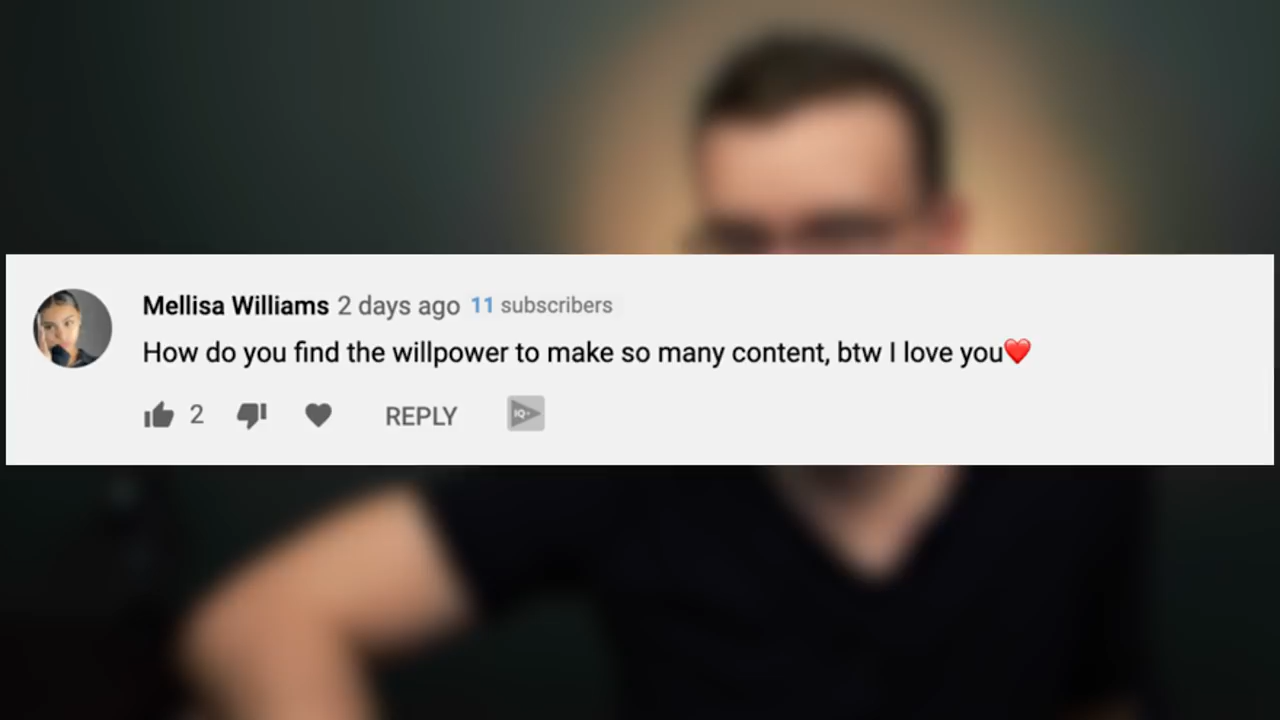 Mellisa Williams 2 days ago 11 subscribers
How do you find the willpower to make so many content, btw I love you❤️
2 REPLY IQ